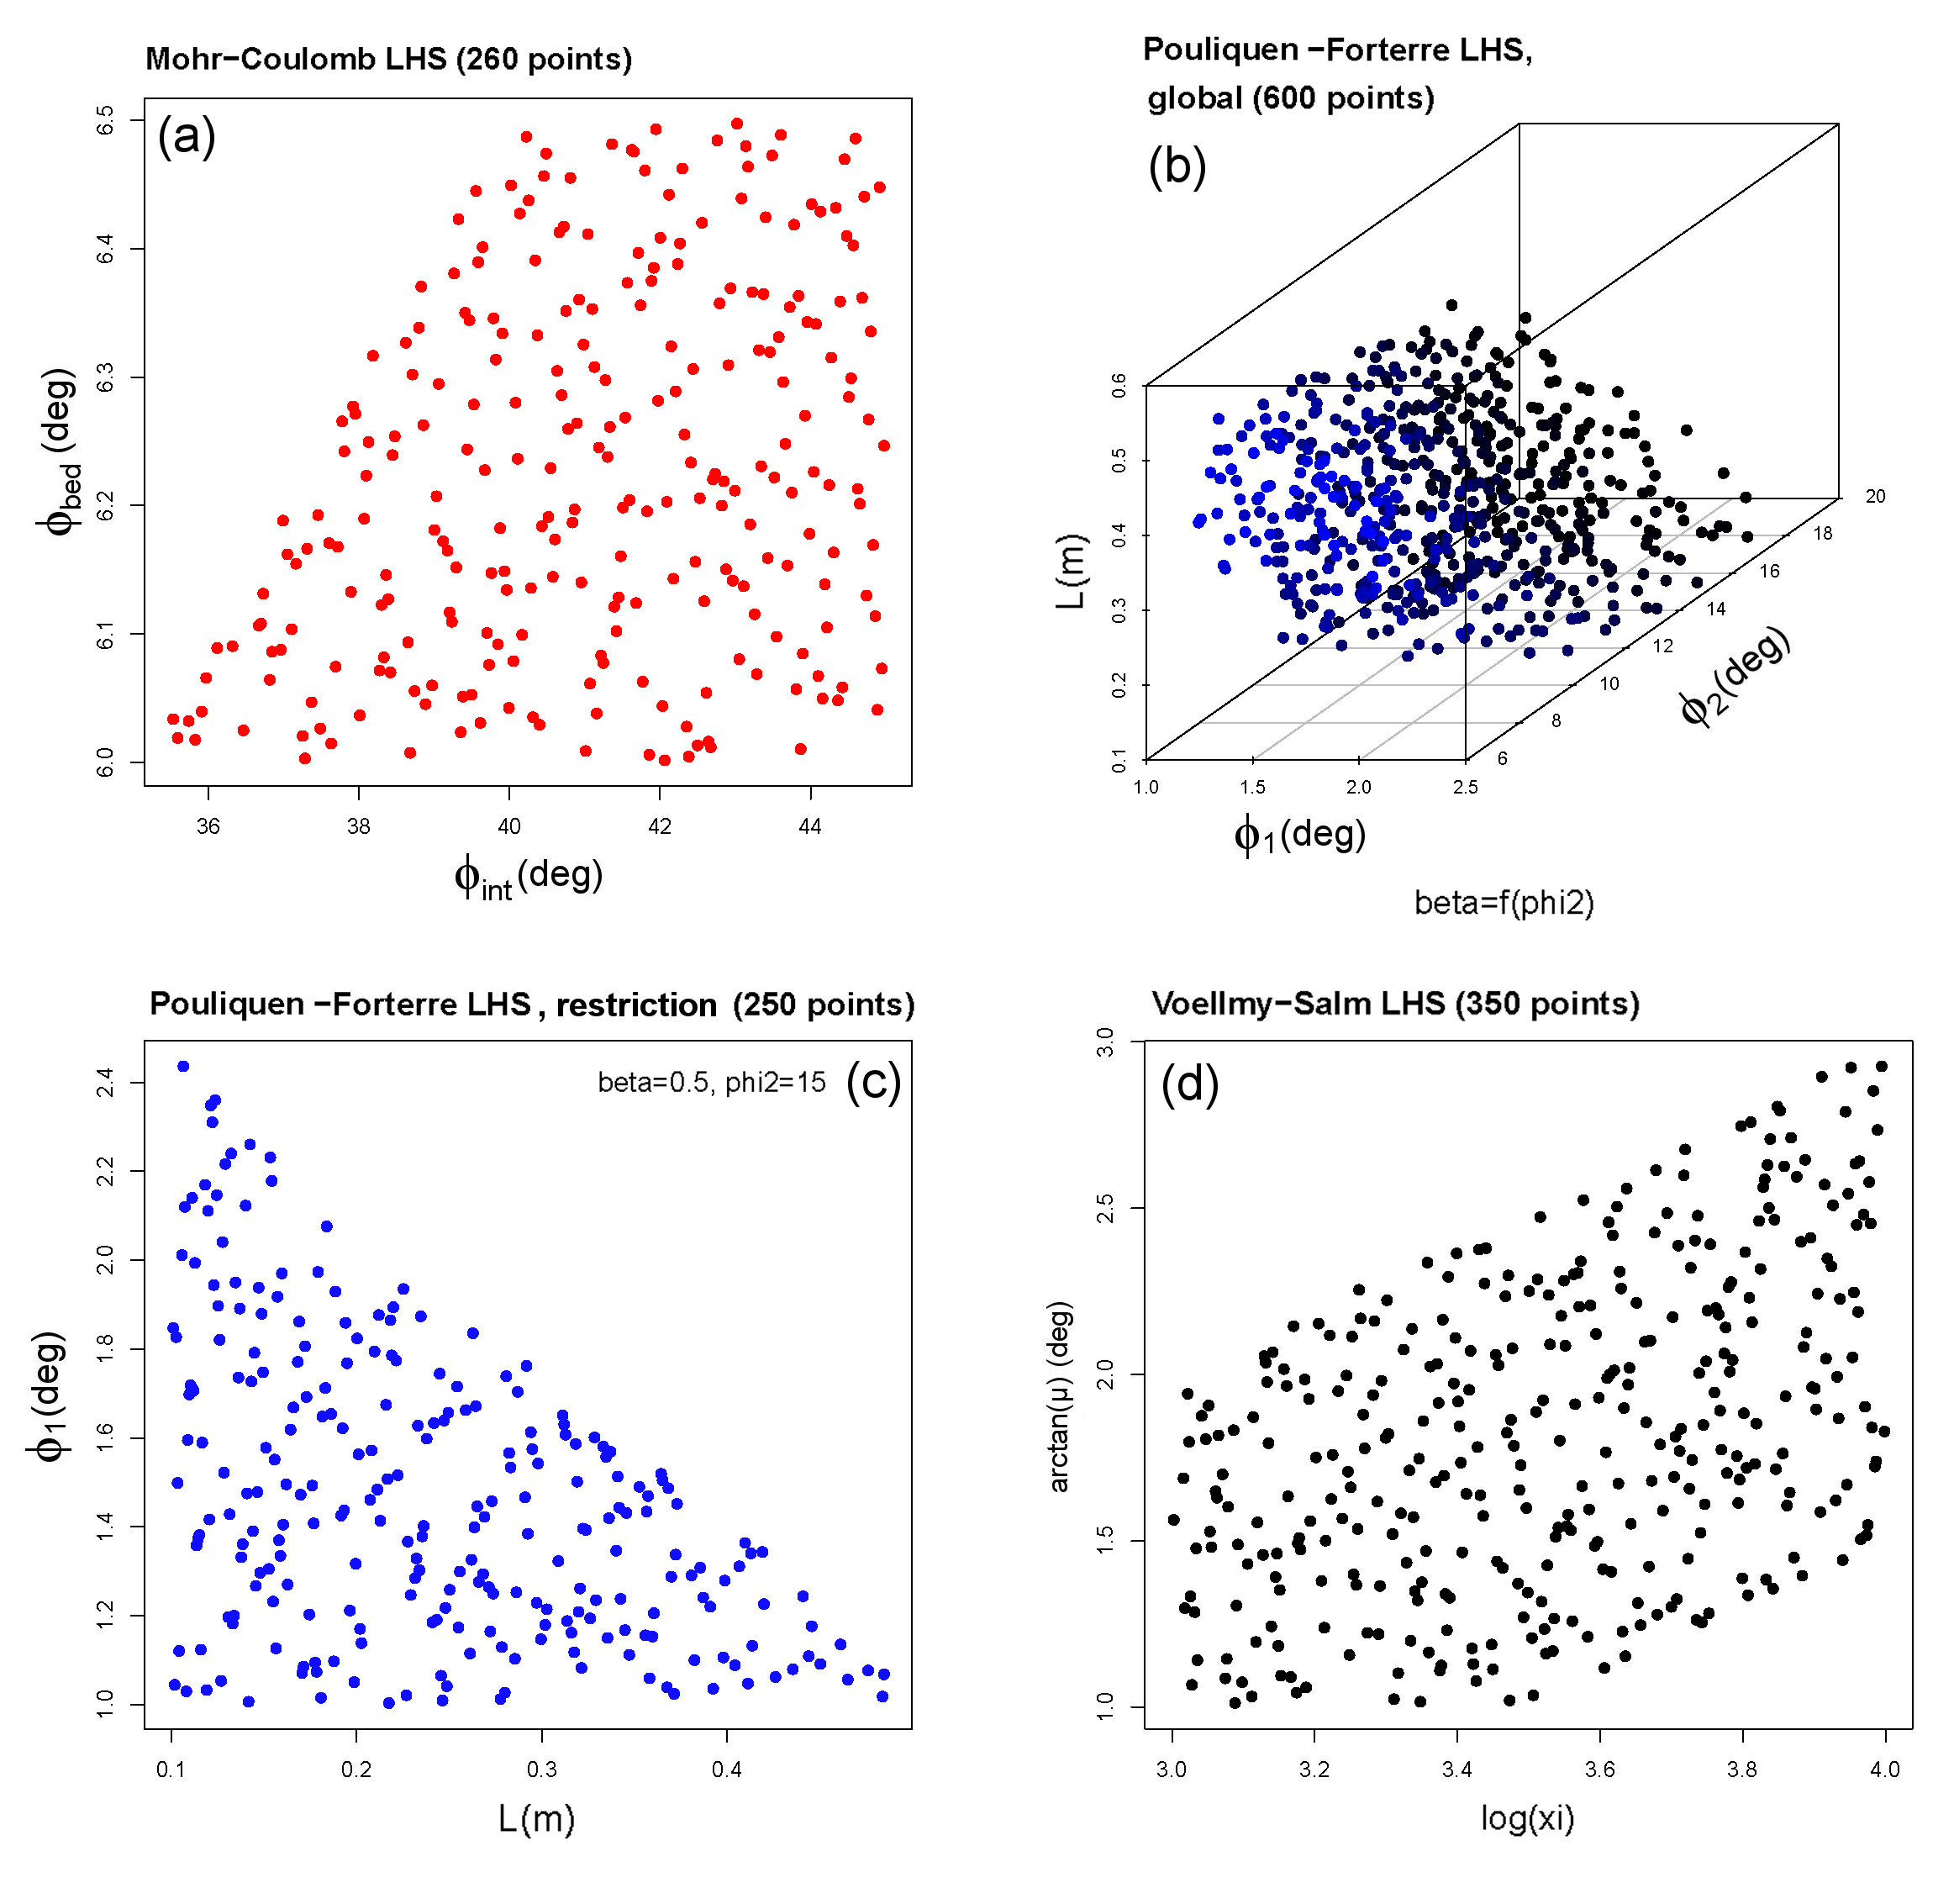 Mohr−Coulomb LHS (260 points)
(a)
6.5
6.4
6.3
6.2
6.1
6.0
ϕbed (deg)
36 38 40 42 44
ϕint (deg)
Pouliquen −Forterre LHS,
global (600 points)
(b)
0.6
0.5
0.4
0.3
0.2
0.1
L(m)
1.0 1.5 2.0 2.5
ϕ1(deg)
6
8
10
12
14
16
18
20
ϕ2(deg)
beta=f(phi2)
Pouliquen −Forterre LHS, restriction (250 points)
beta=0.5, phi2=15 (c)
2.4
2.2
2.0
1.8
1.6
1.4
1.2
1.0
ϕ1(deg)
0.1 0.2 0.3 0.4
L(m)
Voellmy−Salm LHS (350 points)
(d)
3.0
2.5
2.0
1.5
1.0
arctan(μ) (deg)
3.0 3.2 3.4 3.6 3.8 4.0
log(xi)